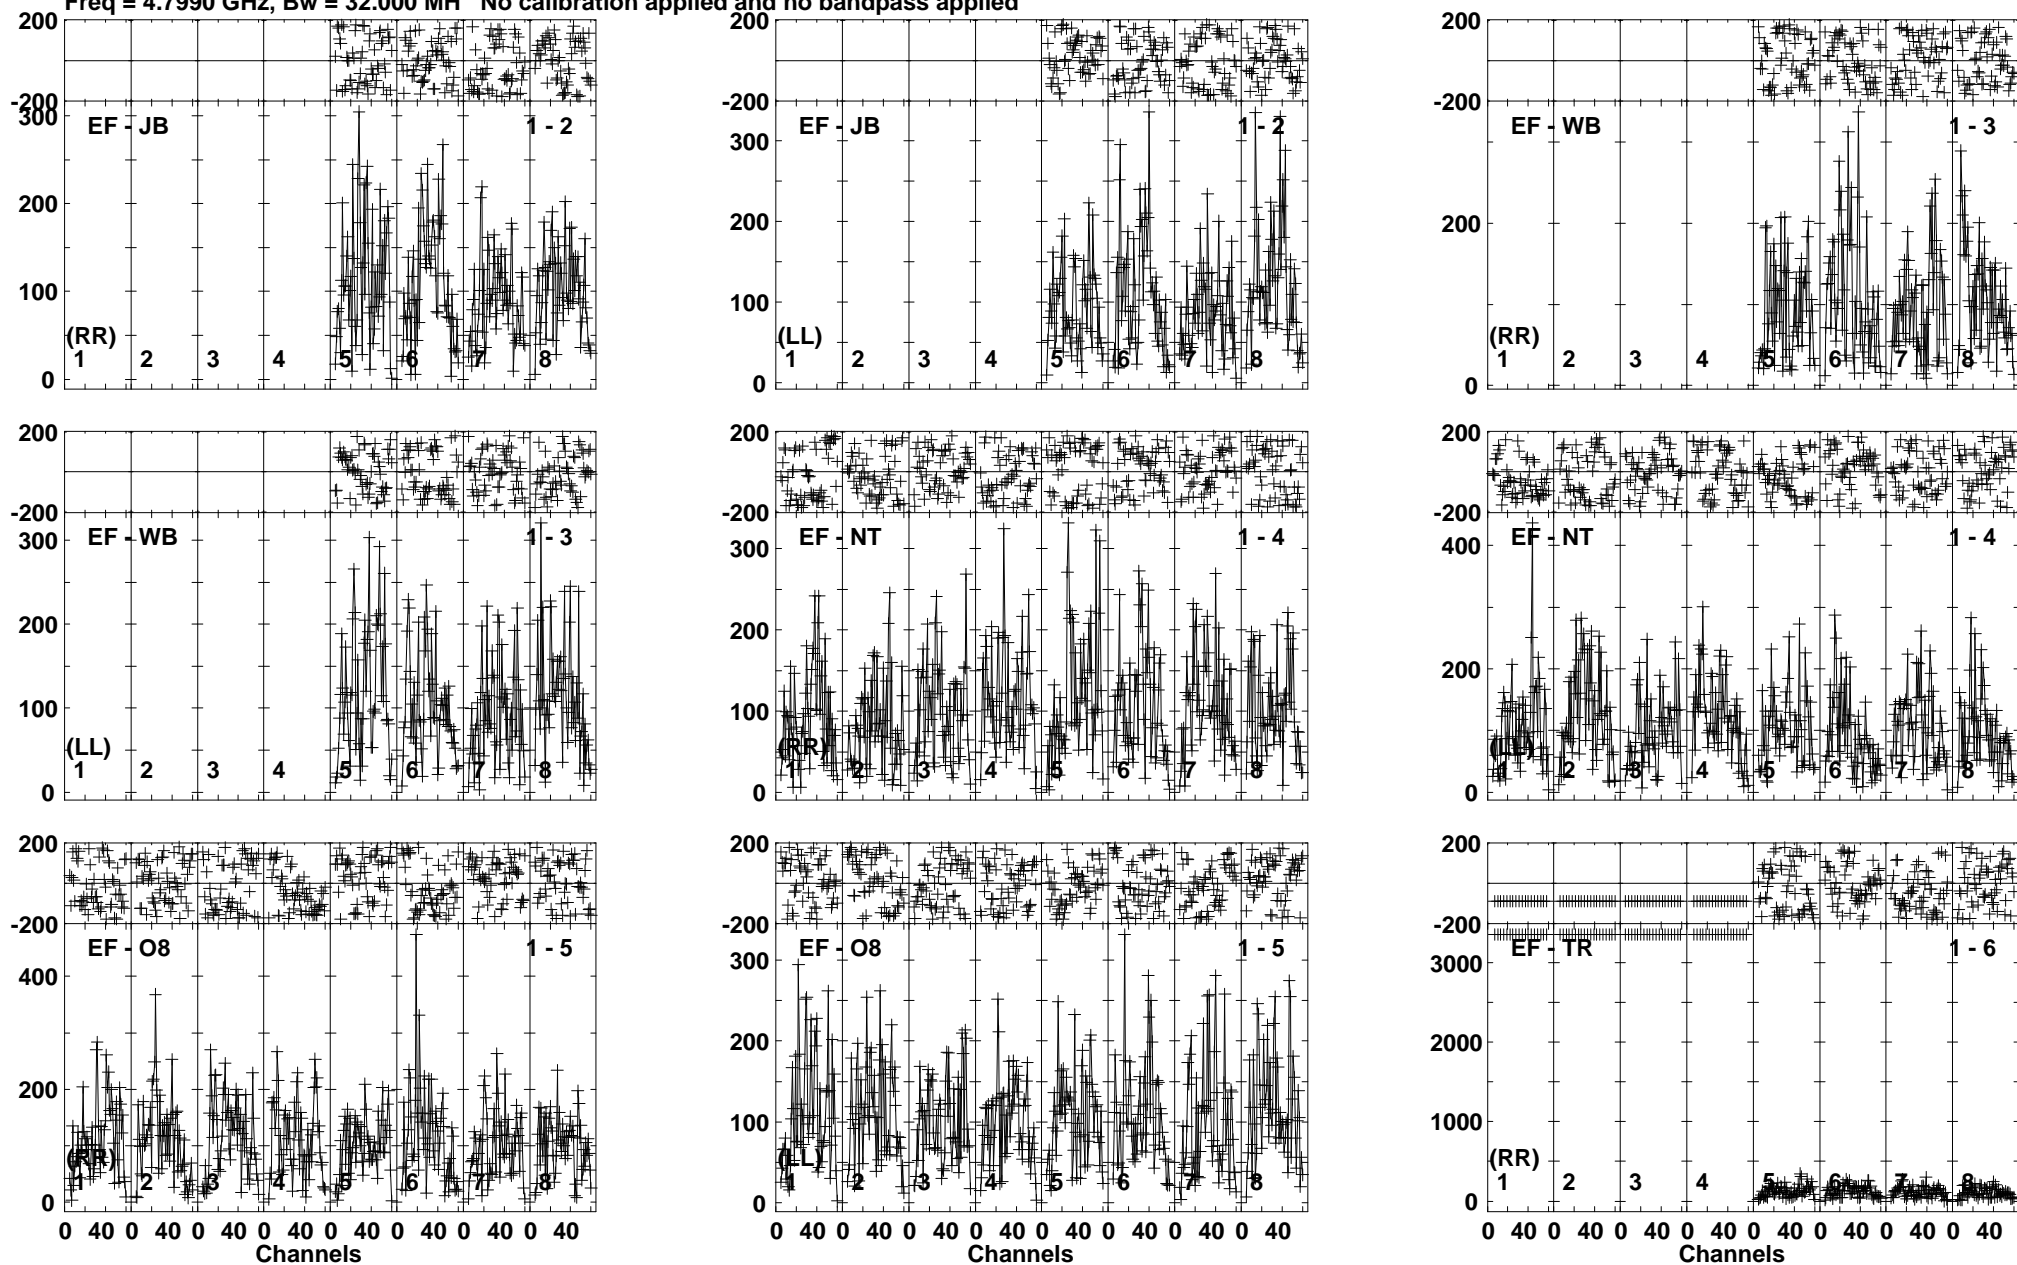 Freq = 4.7990 GHz, Bw = 32.000 MH No calibration applied and no bandpass applied
200 200 200
-200 -200 -200
EF - JB 1 - 2 EF - JB 1 - 2 EF - WB 1 - 3
300 300
200 200 200
100 100
(RR) (LL) (RR)
1 2 3 4 5 6 7 8 1 2 3 4 5 6 7 8 1 2 3 4 5 6 7 8
0 0 0
200 200 200
-200 -200 -200
EF - WB 1 - 3 EF - NT 1 - 4 EF - NT 1 - 4
300 300 400
200 200 200
100 100
(LL) (RR) (LL)
1 2 3 4 5 6 7 8 1 2 3 4 5 6 7 8 1 2 3 4 5 6 7 8
0 0 0
200 200 200
-200 -200 -200
EF - O8 1 - 5 EF - O8 1 - 5 EF - TR 1 - 6
400 300 3000
200 200 2000
100 1000
(RR) (LL) (RR)
1 2 3 4 5 6 7 8 1 2 3 4 5 6 7 8 1 2 3 4 5 6 7 8
0 0 0
0 40 0 40 0 40 0 40 0 40 0 40 0 40 0 40 0 40 0 40 0 40 0 40 0 40 0 40 0 40 0 40 0 40 0 40 0 40 0 40 0 40 0 40 0 40 0 40
Channels Channels Channels